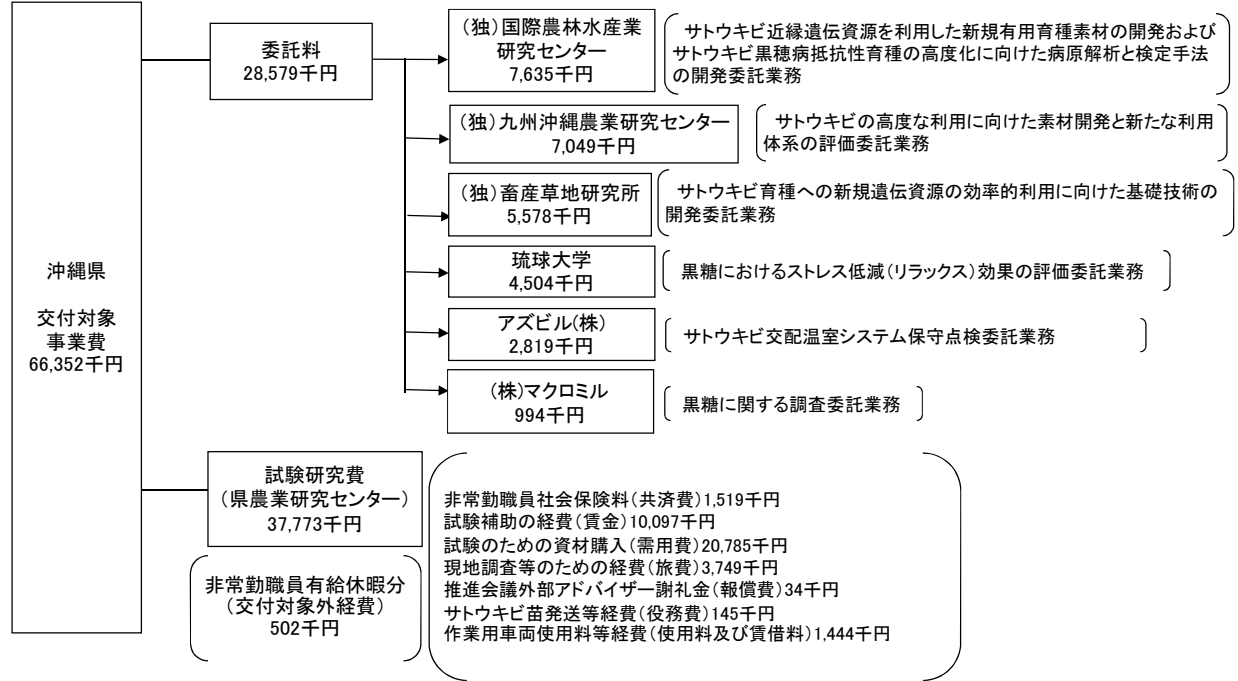 沖縄県
交付対象
事業費
66,352千円
委託料
28,579千円
(独)国際農林水産業
研究センター
7,635千円
サトウキビ近縁遺伝資源を利用した新規有用育種素材の開発および
サトウキビ黒穂病抵抗性育種の高度化に向けた病原解析と検定手法
の開発委託業務
(独)九州沖縄農業研究センター
7,049千円
サトウキビの高度な利用に向けた素材開発と新たな利用
体系の評価委託業務
(独)畜産草地研究所
5,578千円
サトウキビ育種への新規遺伝資源の効率的利用に向けた基礎技術の
開発委託業務
琉球大学
4,504千円
黒糖におけるストレス低減(リラックス)効果の評価委託業務
アズビル(株)
2,819千円
サトウキビ交配温室システム保守点検委託業務
(株)マクロミル
994千円
黒糖に関する調査委託業務
試験研究費
(県農業研究センター)
37,773千円
非常勤職員有給休暇分
(交付対象外経費)
502千円
非常勤職員社会保険料(共済費)1,519千円
試験補助の経費(賃金)10,097千円
試験のための資材購入(需用費)20,785千円
現地調査等のための経費(旅費)3,749千円
推進会議外部アドバイザー謝礼金(報償費)34千円
サトウキビ苗発送等経費(役務費)145千円
作業用車両使用料等経費(使用料及び賃借料)1,444千円